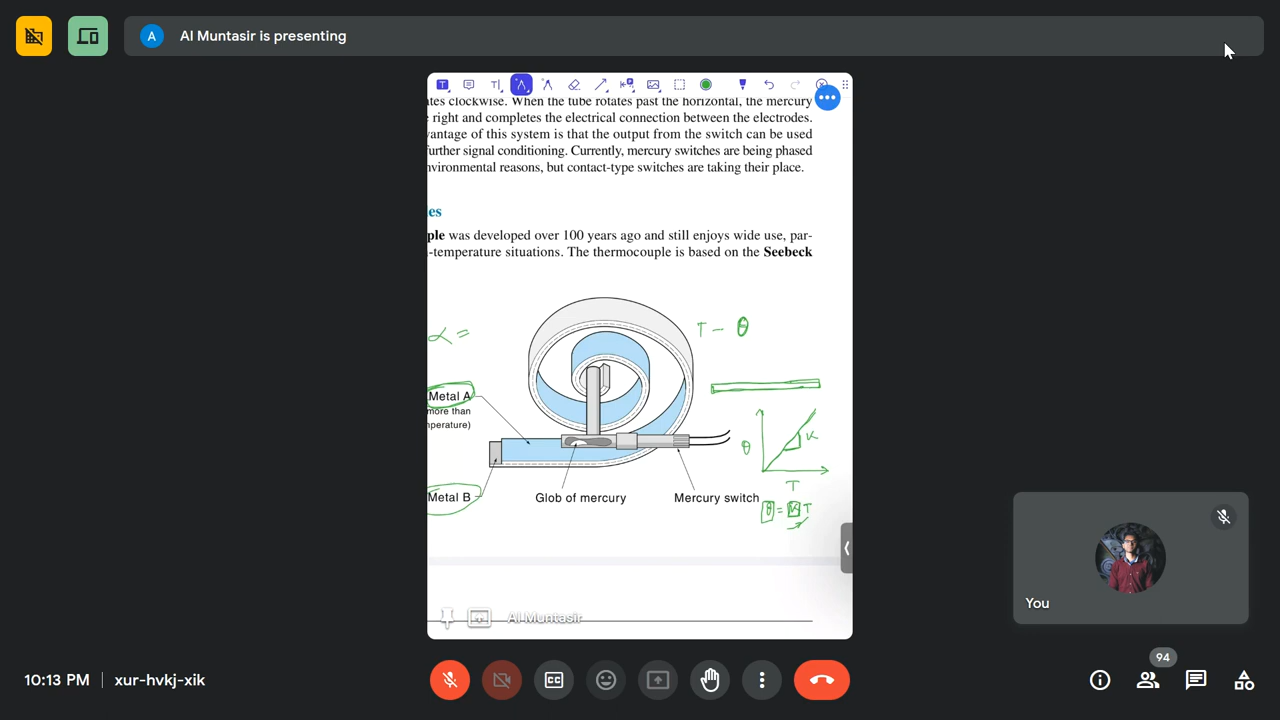 A
Al Muntasir is presenting
ates clockwise. When the tube rotates past the horizontal, the mercury
right and completes the electrical connection between the electrodes.
vantage of this system is that the output from the switch can be used
further signal conditioning. Currently, mercury switches are being phased
nvironmental reasons, but contact-type switches are taking their place.
es
ple was developed over 100 years ago and still enjoys wide use, par-
-temperature situations. The thermocouple is based on the Seebeck
T - θ
α =
Metal A
more than
nperature)
θ
K
T
Metal B
Glob of mercury
Mercury switch
θ = K T
Al Muntasir
You
10:13 PM | xur-hvkj-xik
CC
94